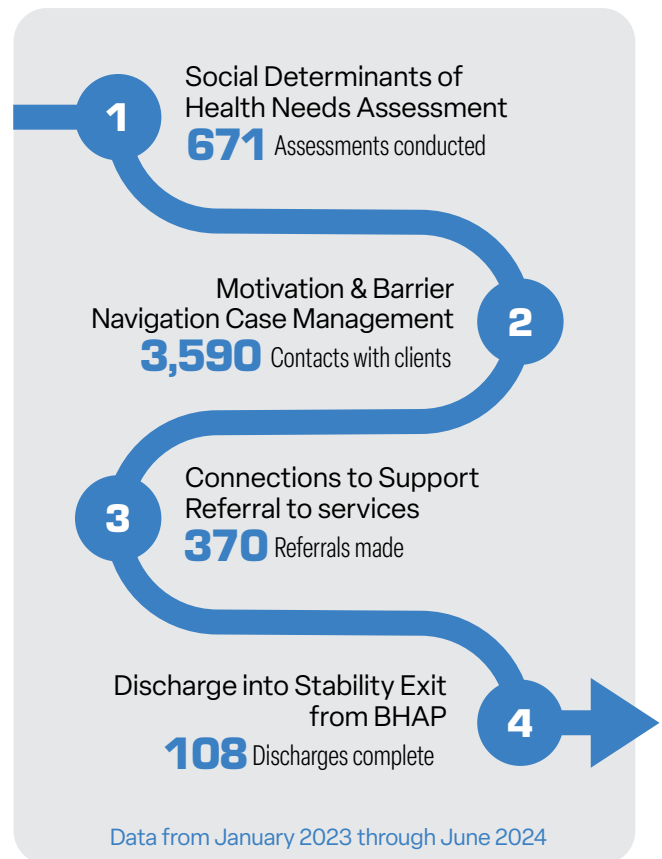 1
Social Determinants of
Health Needs Assessment
671 Assessments conducted
Motivation & Barrier
Navigation Case Management
3,590 Contacts with clients
2
3
Connections to Support
Referral to services
370 Referrals made
Discharge into Stability Exit
from BHAP
108 Discharges complete
4
Data from January 2023 through June 2024